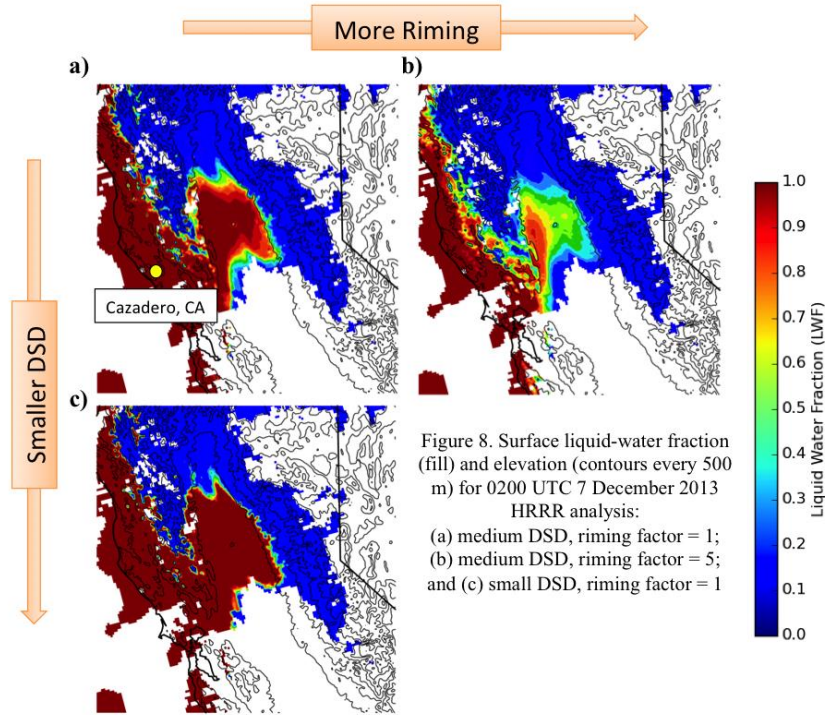 More Riming
a)
b)
Smaller DSD
Cazadero, CA
c)
Figure 8. Surface liquid-water fraction
(fill) and elevation (contours every 500
m) for 0200 UTC 7 December 2013
HRRR analysis:
(a) medium DSD, riming factor = 1;
(b) medium DSD, riming factor = 5;
and (c) small DSD, riming factor = 1
1.0
0.9
0.8
0.7
0.6
0.5
0.4
0.3
0.2
0.1
0.0
Liquid Water Fraction (LWF)